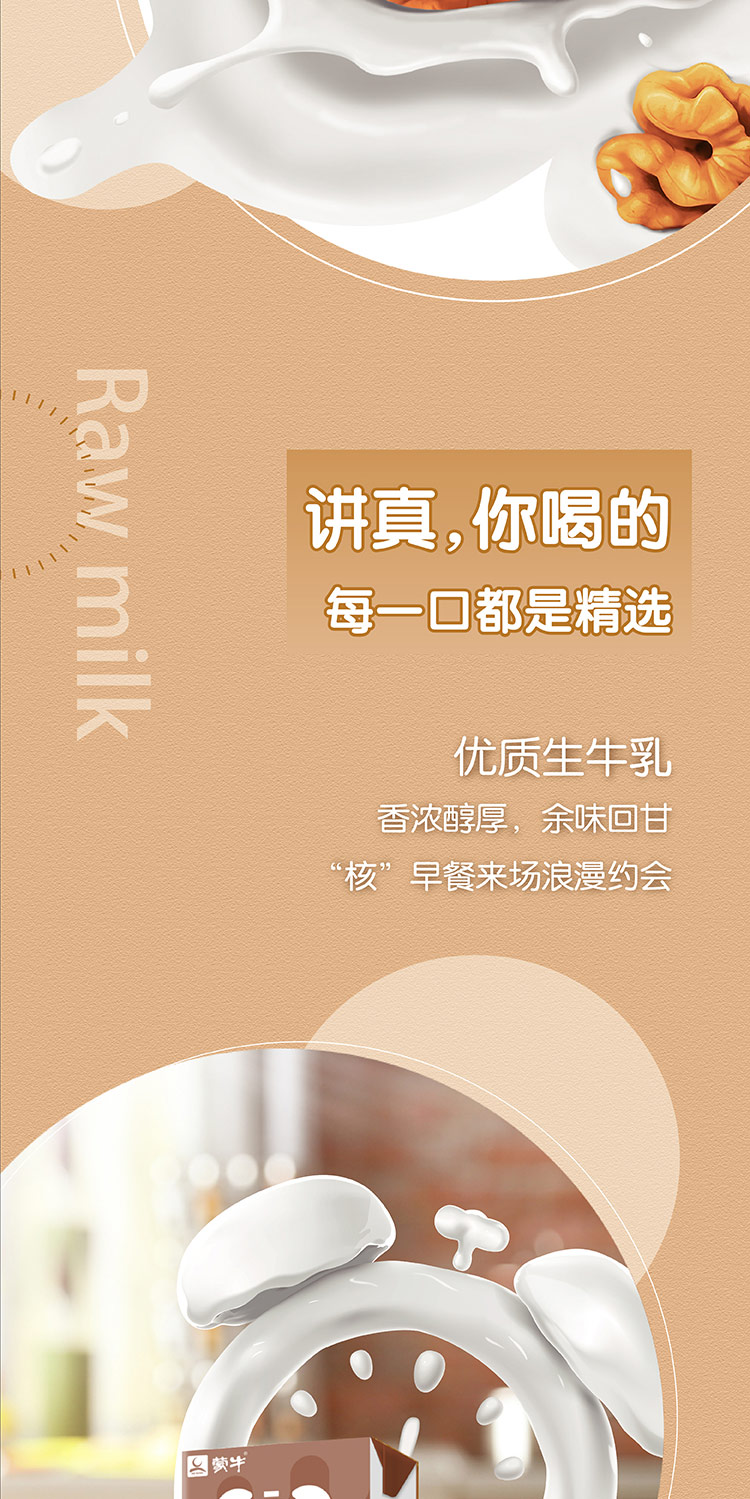 Raw milk
讲真，你喝的
每一口都是精选
优质生牛乳
香浓醇厚，余味回甘
“核”早餐来场浪漫约会
蒙牛